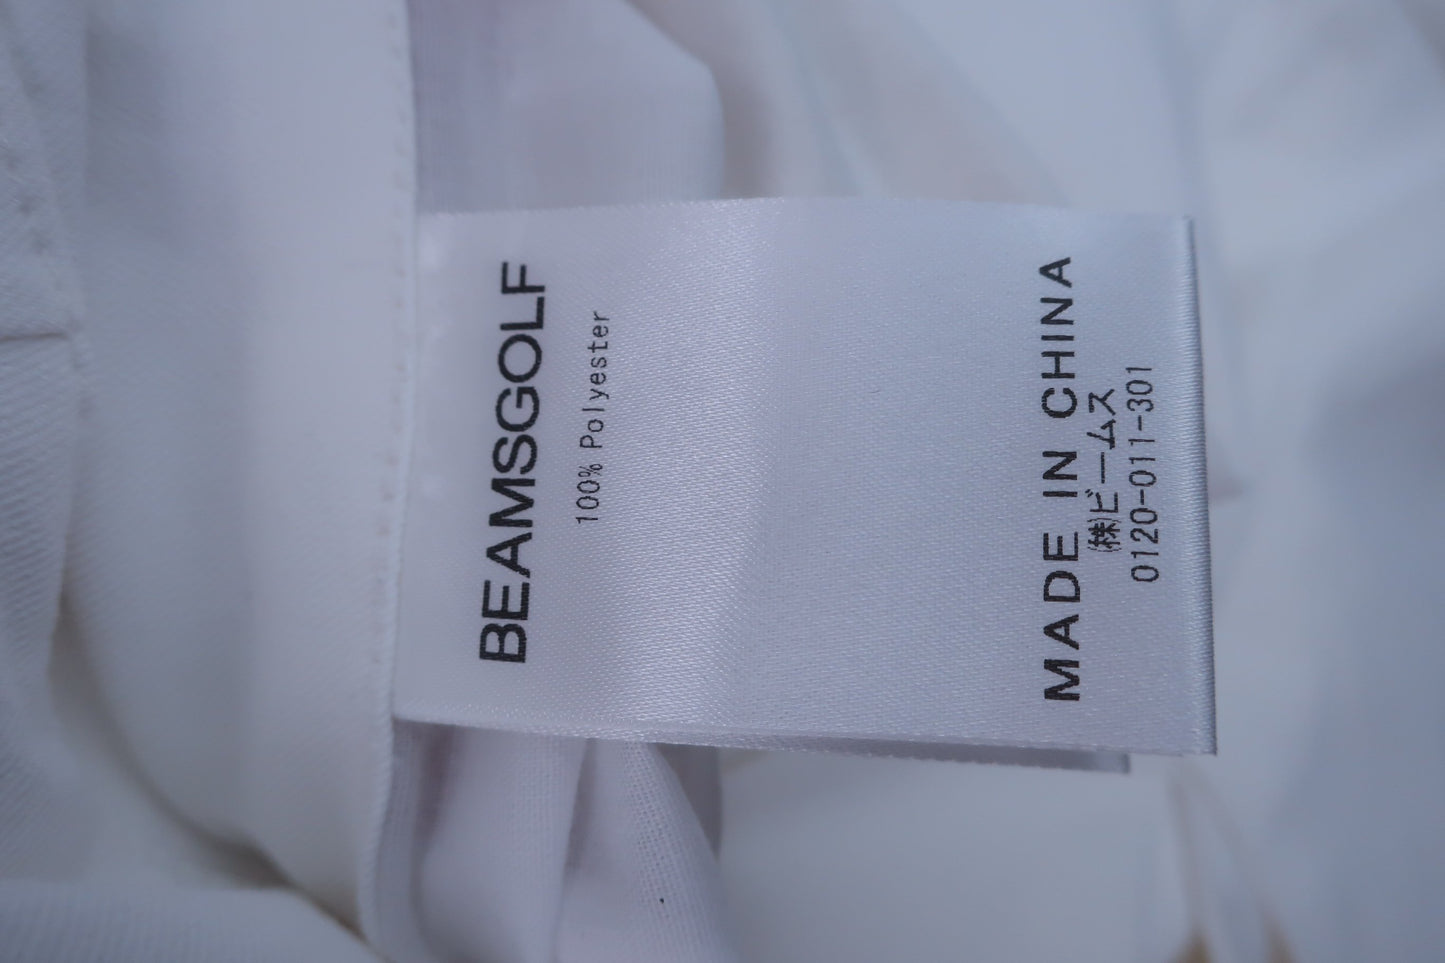 BEAMSGOLF
100% Polyester
MADE IN CHINA
㈱ビームス
0120-011-301